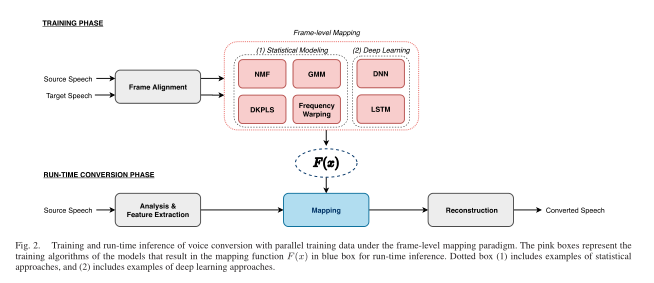 TRAINING PHASE
Frame-level Mapping
(1) Statistical Modeling
(2) Deep Learning
NMF
GMM
DNN
Source Speech
Target Speech
Frame Alignment
DKPLS
Frequency
Warping
LSTM
F(x)
RUN-TIME CONVERSION PHASE
Source Speech
Analysis &
Feature Extraction
Mapping
Reconstruction
Converted Speech
Fig. 2. Training and run-time inference of voice conversion with parallel training data under the frame-level mapping paradigm. The pink boxes represent the
training algorithms of the models that result in the mapping function F(x) in blue box for run-time inference. Dotted box (1) includes examples of statistical
approaches, and (2) includes examples of deep learning approaches.